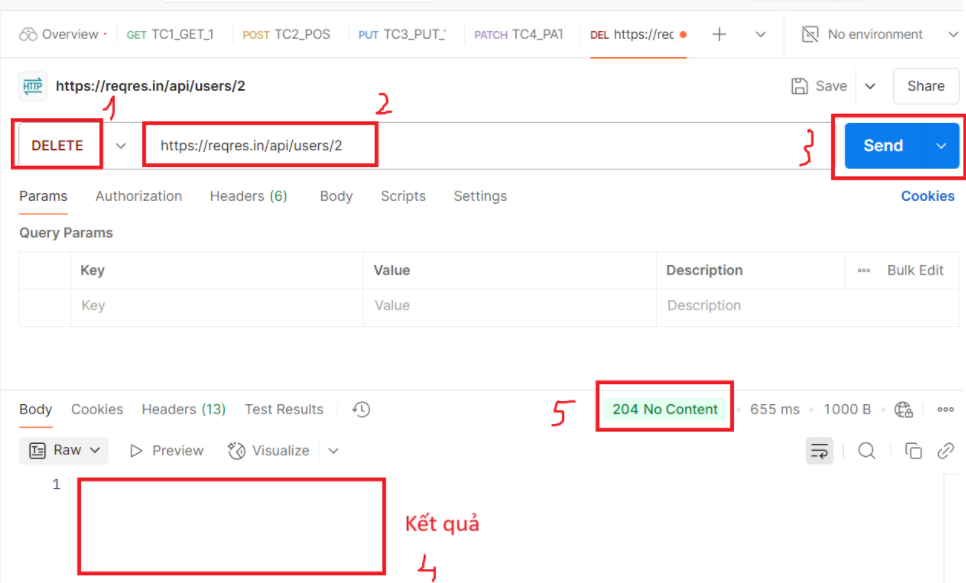 Overview GET TC1_GET_1 POST TC2_POS PUT TC3_PUT_ PATCH TC4_PAT DEL https://rec + No environment
HTTP https://reqres.in/api/users/2 Save Share
1 2
DELETE https://reqres.in/api/users/2 3 Send
Params Authorization Headers (6) Body Scripts Settings Cookies
Query Params
Key Value Description Bulk Edit
Key Value Description
Body Cookies Headers (13) Test Results 5 204 No Content 655 ms 1000 B
Raw Preview Visualize
1
Kết quả
4